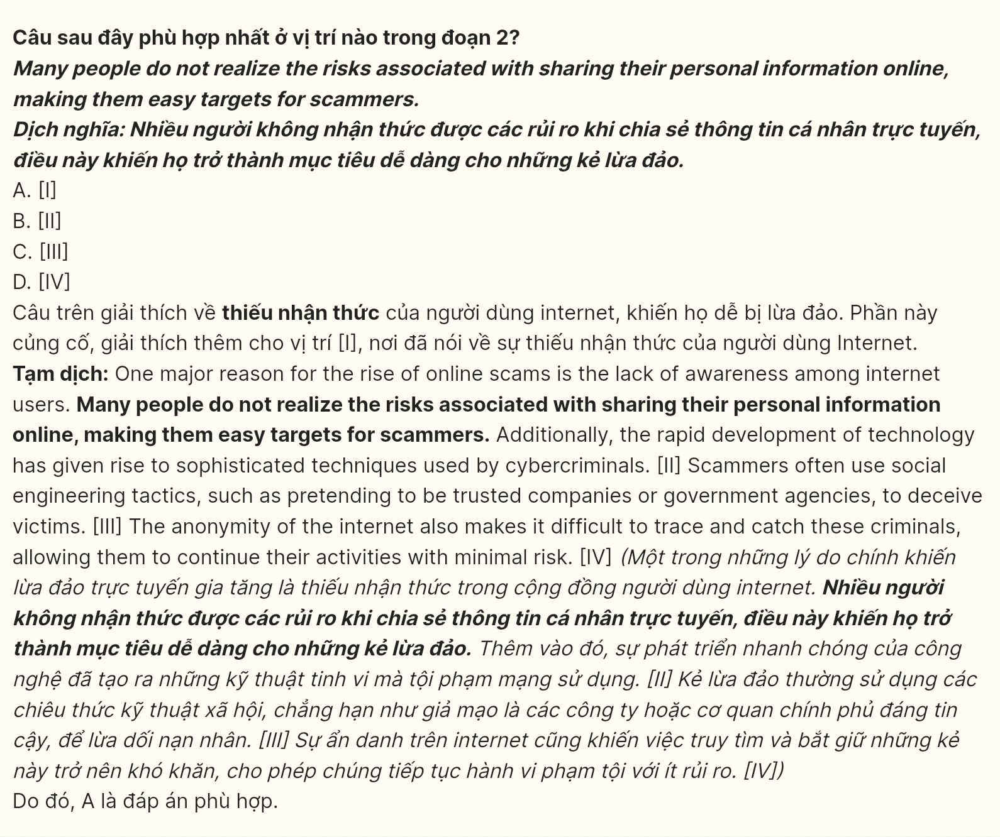 Câu sau đây phù hợp nhất ở vị trí nào trong đoạn 2?
Many people do not realize the risks associated with sharing their personal information online,
making them easy targets for scammers.
Dịch nghĩa: Nhiều người không nhận thức được các rủi ro khi chia sẻ thông tin cá nhân trực tuyến,
điều này khiến họ trở thành mục tiêu dễ dàng cho những kẻ lừa đảo.
A. [I]
B. [II]
C. [III]
D. [IV]
Câu trên giải thích về thiếu nhận thức của người dùng internet, khiến họ dễ bị lừa đảo. Phần này
củng cố, giải thích thêm cho vị trí [I], nơi đã nói về sự thiếu nhận thức của người dùng Internet.
Tạm dịch: One major reason for the rise of online scams is the lack of awareness among internet
users. Many people do not realize the risks associated with sharing their personal information
online, making them easy targets for scammers. Additionally, the rapid development of technology
has given rise to sophisticated techniques used by cybercriminals. [II] Scammers often use social
engineering tactics, such as pretending to be trusted companies or government agencies, to deceive
victims. [III] The anonymity of the internet also makes it difficult to trace and catch these criminals,
allowing them to continue their activities with minimal risk. [IV] (Một trong những lý do chính khiến
lừa đảo trực tuyến gia tăng là thiếu nhận thức trong cộng đồng người dùng internet. Nhiều người
không nhận thức được các rủi ro khi chia sẻ thông tin cá nhân trực tuyến, điều này khiến họ trở
thành mục tiêu dễ dàng cho những kẻ lừa đảo. Thêm vào đó, sự phát triển nhanh chóng của công
nghệ đã tạo ra những kỹ thuật tinh vi mà tội phạm mạng sử dụng. [II] Kẻ lừa đảo thường sử dụng các
chiêu thức kỹ thuật xã hội, chẳng hạn như giả mạo là các công ty hoặc cơ quan chính phủ đáng tin
cậy, để lừa dối nạn nhân. [III] Sự ẩn danh trên internet cũng khiến việc truy tìm và bắt giữ những kẻ
này trở nên khó khăn, cho phép chúng tiếp tục hành vi phạm tội với ít rủi ro. [IV])
Do đó, A là đáp án phù hợp.